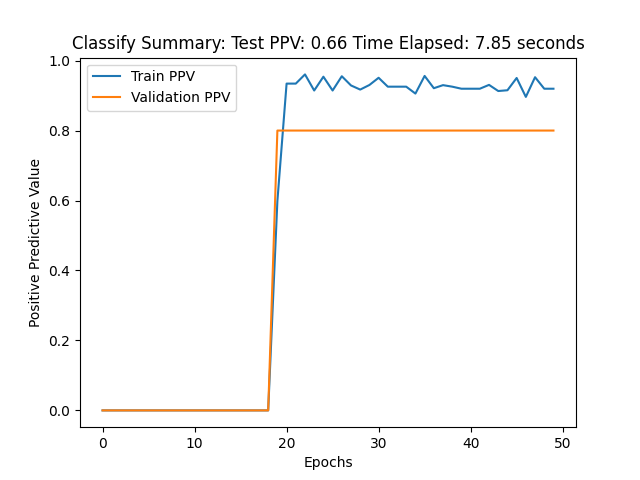 Classify Summary: Test PPV: 0.66 Time Elapsed: 7.85 seconds
Train PPV
Validation PPV
Positive Predictive Value
1.0
0.8
0.6
0.4
0.2
0.0
0 10 20 30 40 50
Epochs